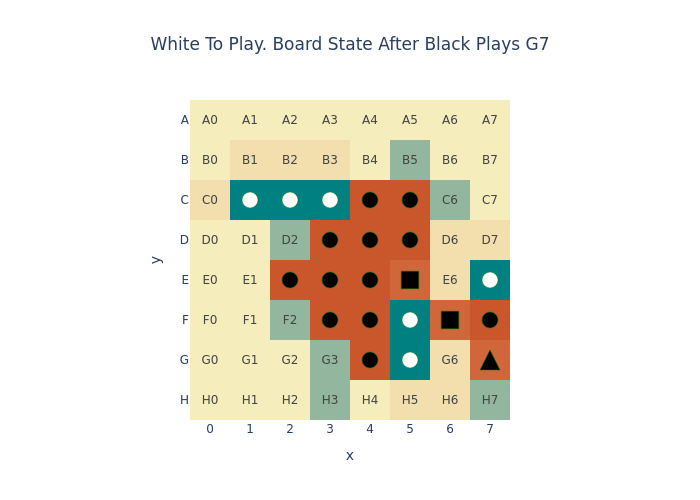 White To Play. Board State After Black Plays G7
A A0 A1 A2 A3 A4 A5 A6 A7
B B0 B1 B2 B3 B4 B5 B6 B7
C C0 C6 C7
D D0 D1 D2 D6 D7
E E0 E1 E6
F F0 F1 F2
G G0 G1 G2 G3 G6
H H0 H1 H2 H3 H4 H5 H6 H7
0 1 2 3 4 5 6 7
x
y